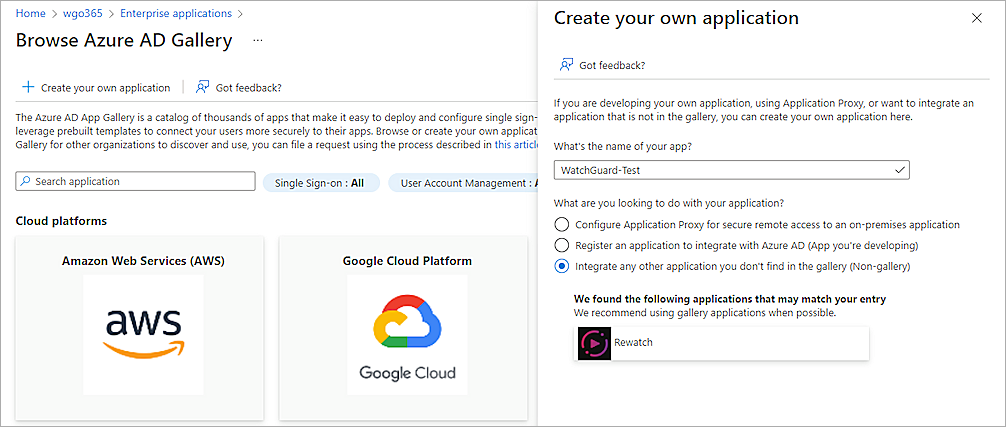 Home > wgo365 > Enterprise applications >
Browse Azure AD Gallery ...
Create your own application
Got feedback?
The Azure AD App Gallery is a catalog of thousands of apps that make it easy to deploy and configure single sign-
leverage prebuilt templates to connect your users more securely to their apps. Browse or create your own applica
Gallery for other organizations to discover and use, you can file a request using the process described in this article
Search application
Single Sign-on : All
User Account Management : A
Cloud platforms
Amazon Web Services (AWS)
aws
Google Cloud Platform
Google Cloud
Create your own application
Got feedback?
If you are developing your own application, using Application Proxy, or want to integrate an
application that is not in the gallery, you can create your own application here.
What's the name of your app?
WatchGuard-Test
What are you looking to do with your application?
Configure Application Proxy for secure remote access to an on-premises application
Register an application to integrate with Azure AD (App you're developing)
Integrate any other application you don't find in the gallery (Non-gallery)
We found the following applications that may match your entry
We recommend using gallery applications when possible.
Rewatch